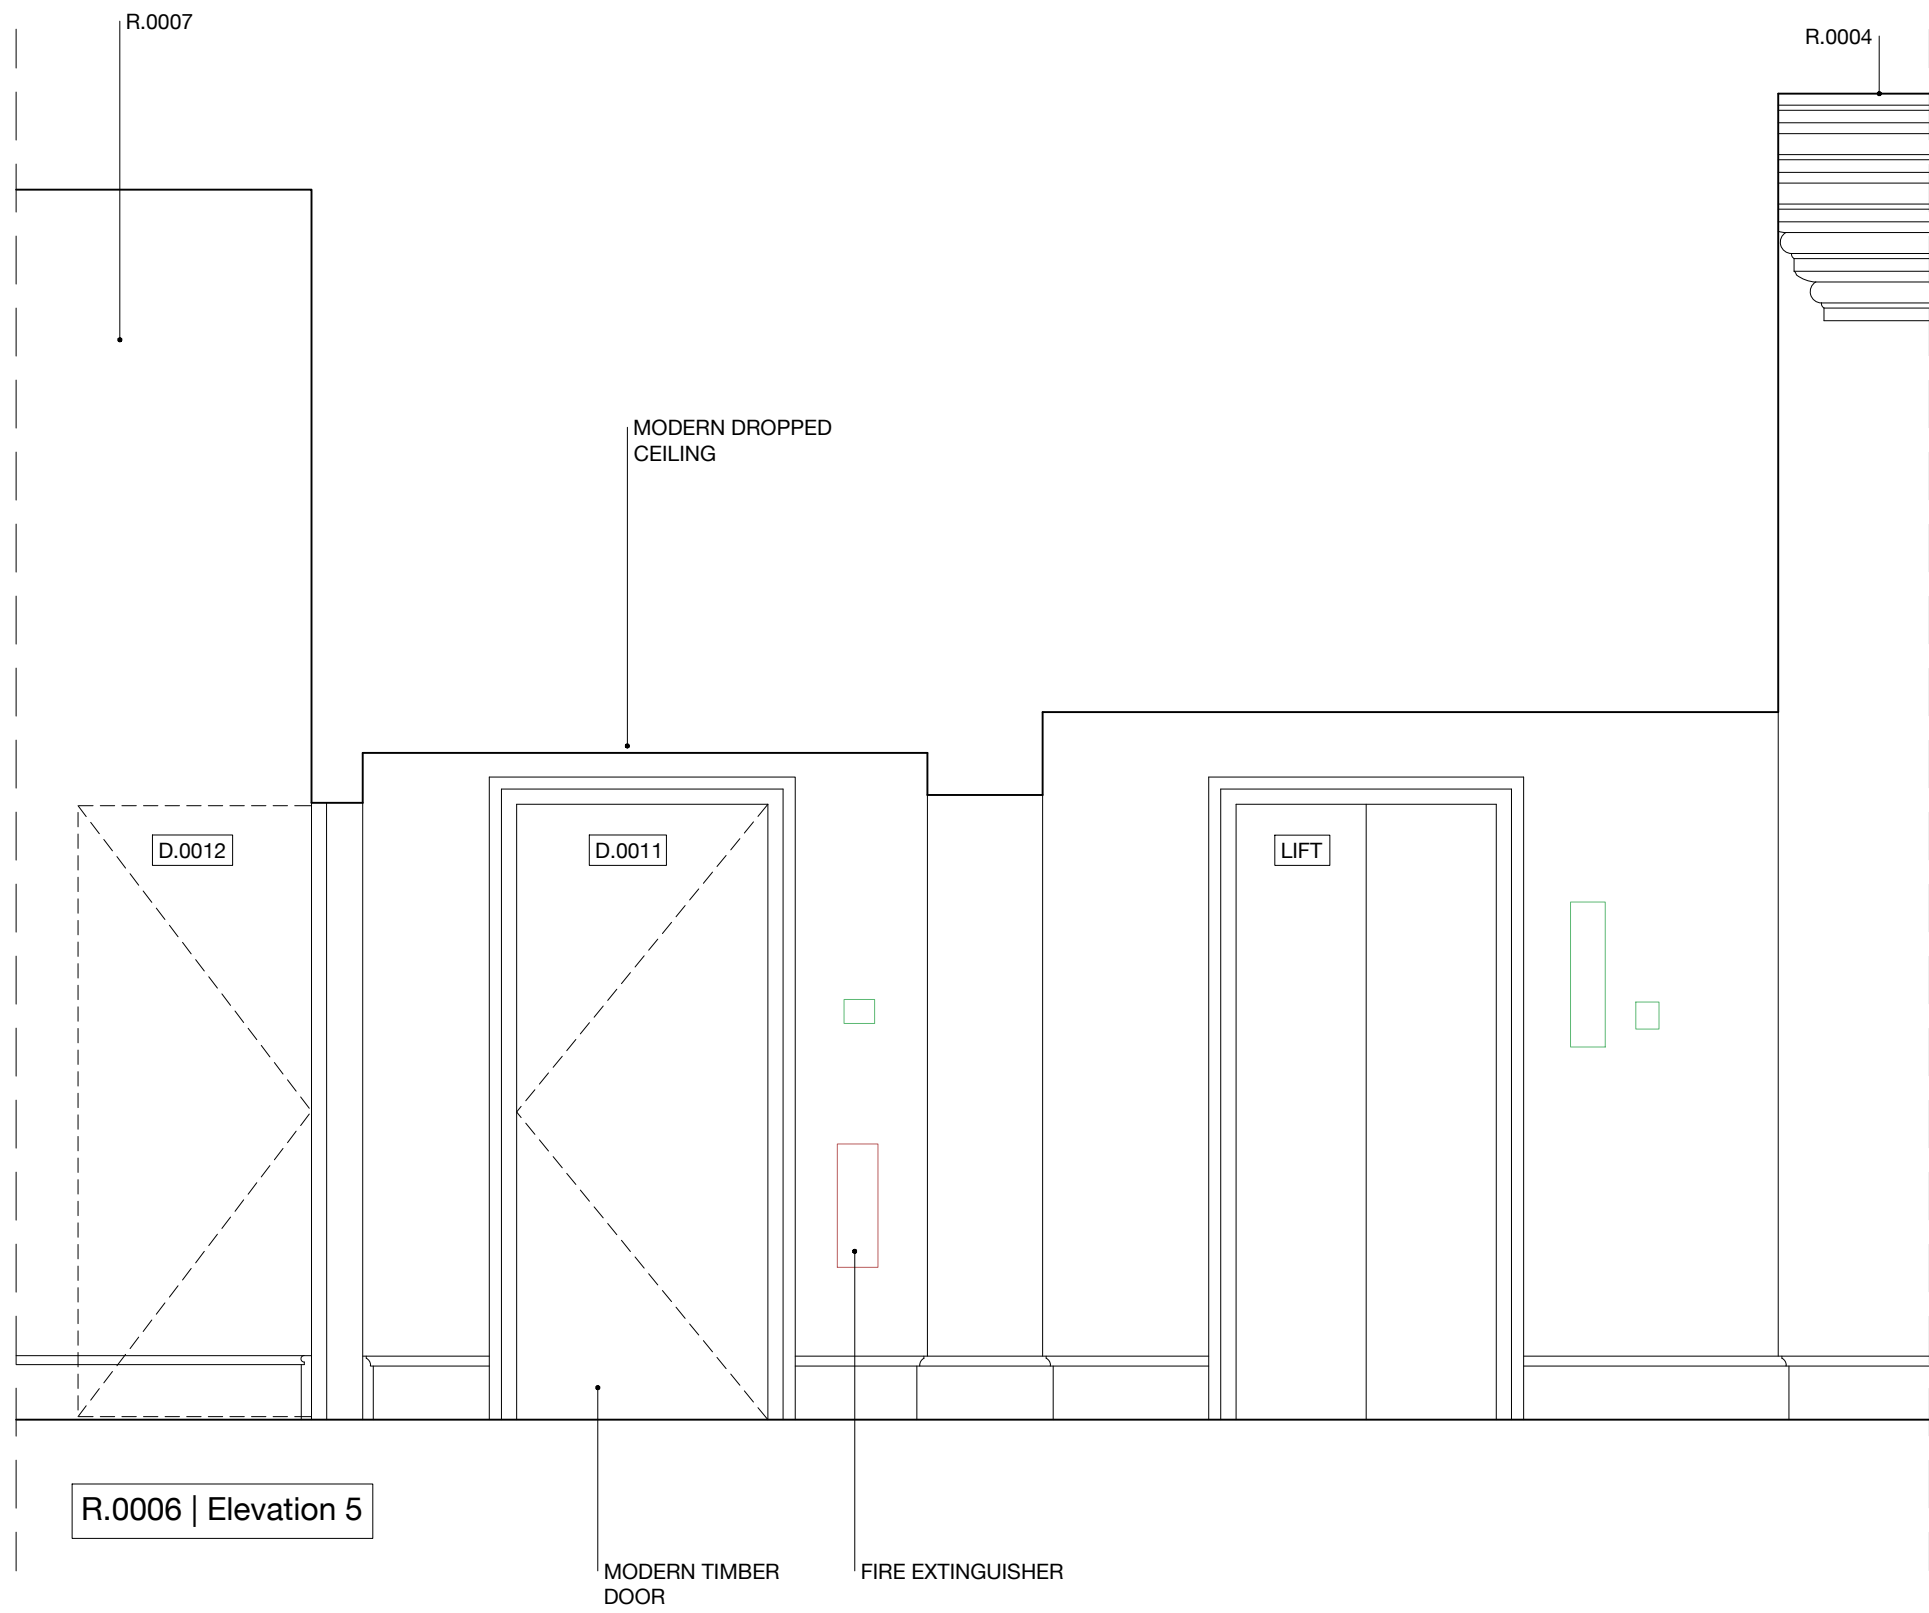 R.0007
R.0004
MODERN DROPPED
CEILING
D.0012
D.0011
LIFT
R.0006 | Elevation 5
MODERN TIMBER
DOOR
FIRE EXTINGUISHER